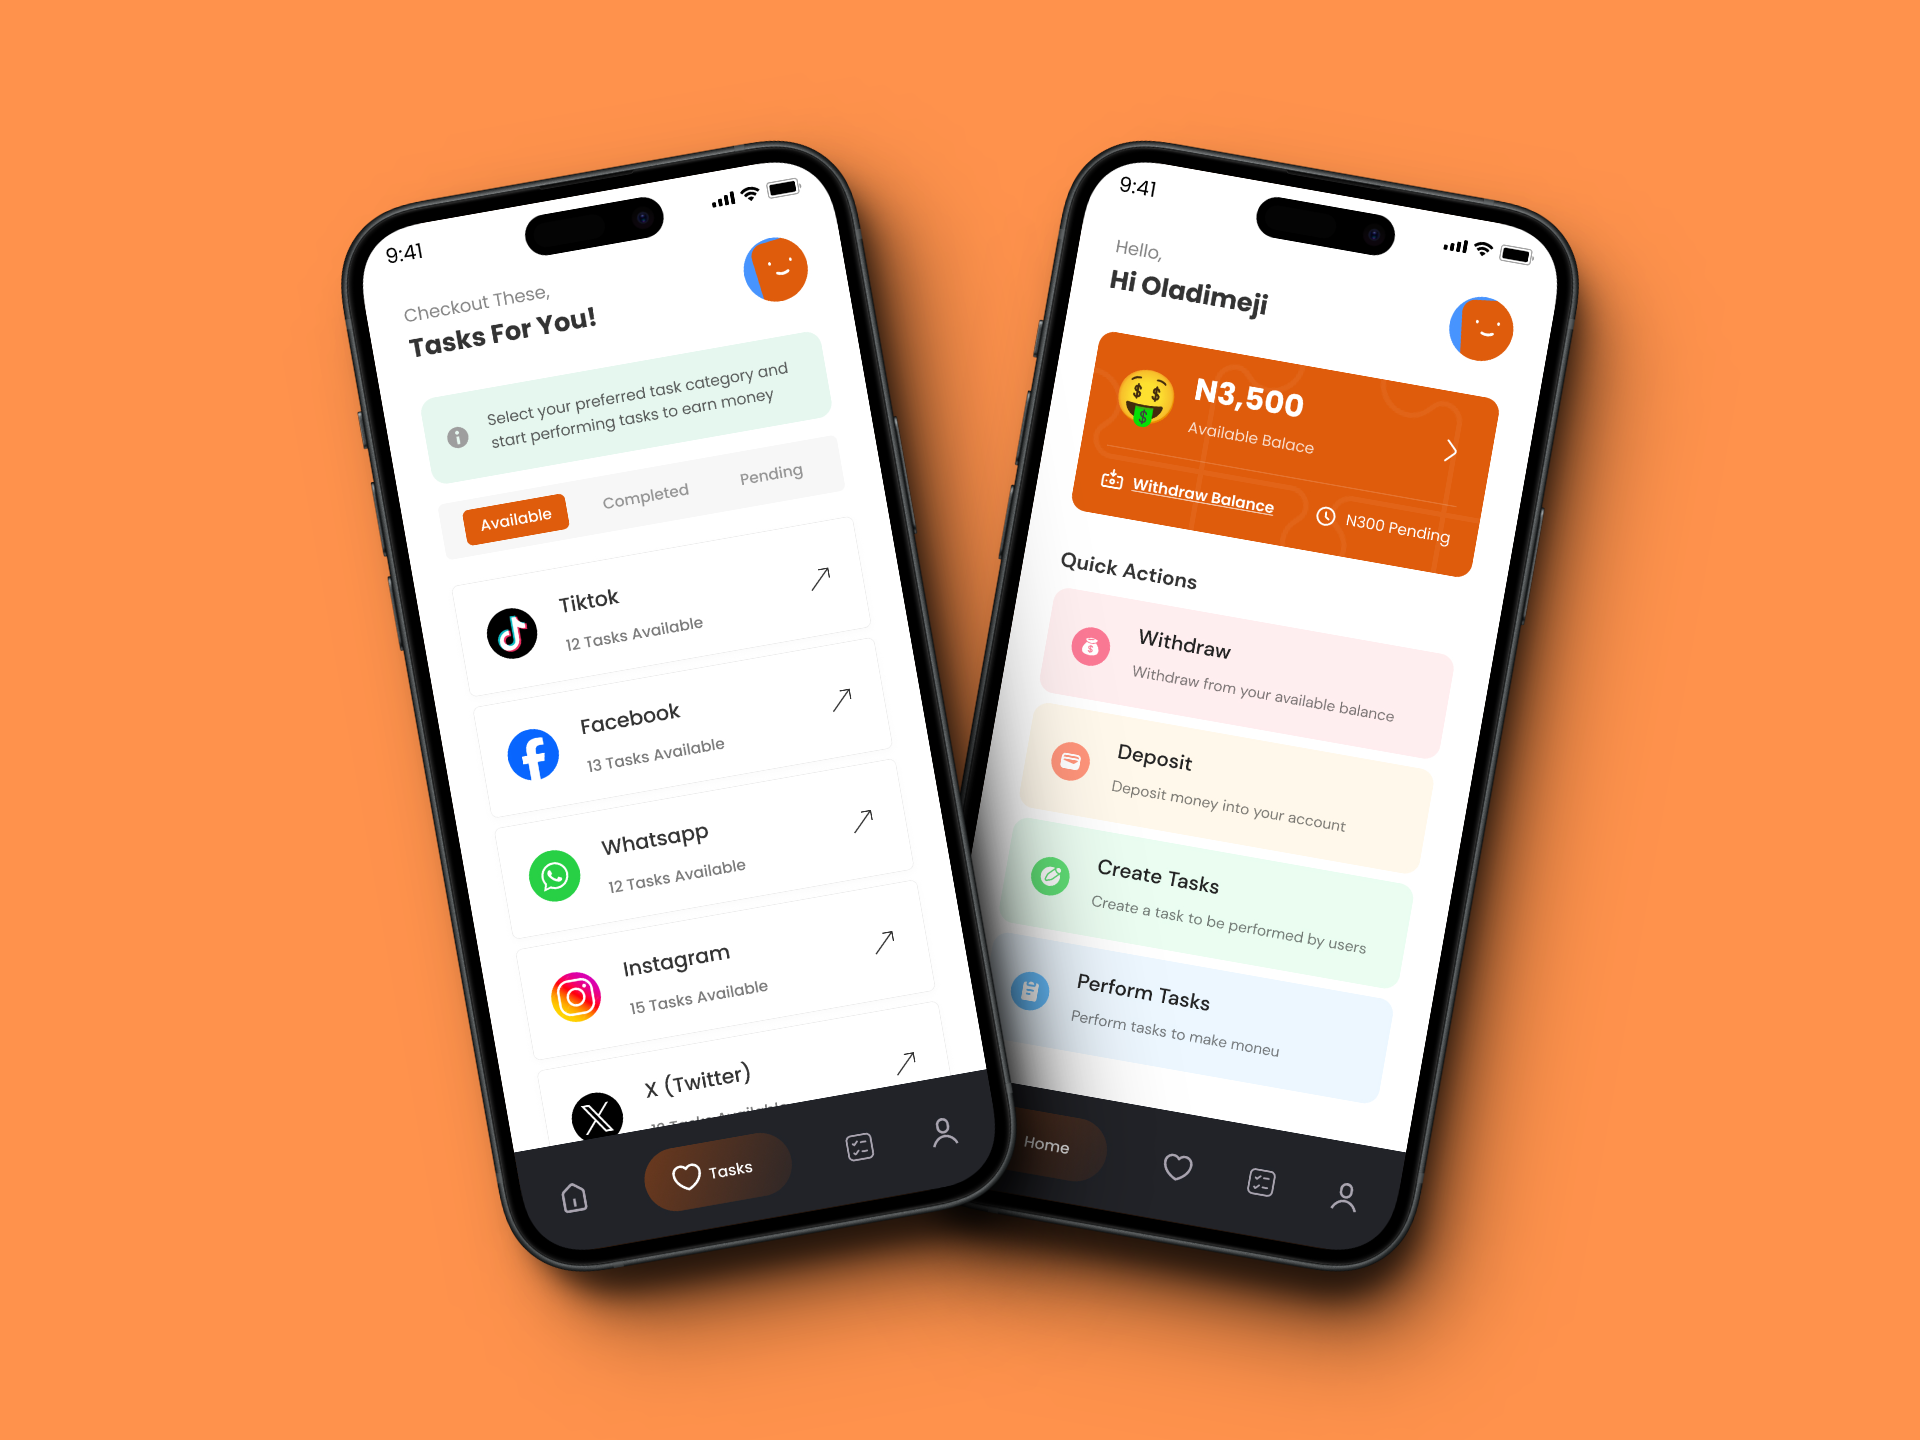 9:41
Checkout These,
Tasks For You!
Select your preferred task category and
start performing tasks to earn money
Available
Completed
Pending
Tiktok
12 Tasks Available
Facebook
13 Tasks Available
Whatsapp
12 Tasks Available
Instagram
15 Tasks Available
X (Twitter)
Tasks
9:41
Hello,
Hi Oladimeji
N3,500
Available Balace
Withdraw Balance
N300 Pending
Quick Actions
Withdraw
Withdraw from your available balance
Deposit
Deposit money into your account
Create Tasks
Create a task to be performed by users
Perform Tasks
Perform tasks to make moneu
Home